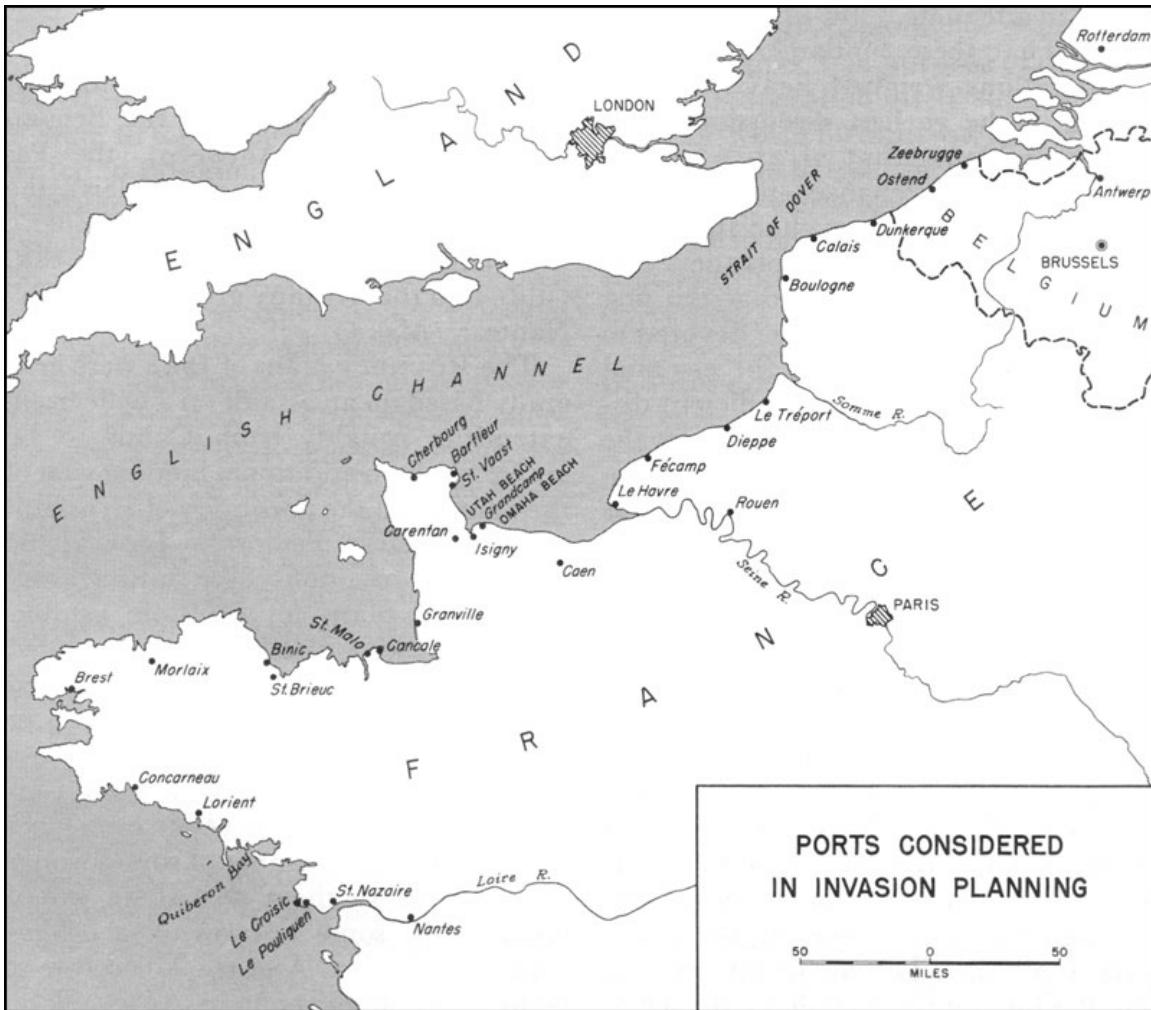 Rotterdam
LONDON
ENGLAND
Zeebrugge
Ostend
Antwerp
STRAIT OF DOVER
Dunkerque
Calais
BELGIUM
BRUSSELS
Boulogne
ENGLISH CHANNEL
Le Tréport
Somme R.
Dieppe
Cherbourg
Barfleur
St. Vaast
UTAH BEACH
Grandcamp
OMAHA BEACH
Fécamp
Le Havre
Rouen
Carentan
Isigny
Caen
Seine R.
PARIS
FRANCE
Granville
St. Malo
Cancale
Binic
Morlaix
St. Brieuc
Brest
Concarneau
Lorient
Quiberon Bay
Le Croisic
Le Pouliguen
St. Nazaire
Loire R.
Nantes
PORTS CONSIDERED
IN INVASION PLANNING
50 0 50
MILES